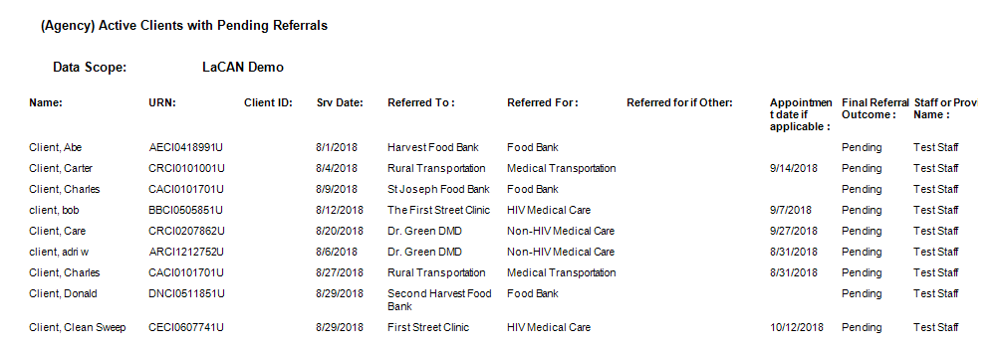 (Agency) Active Clients with Pending Referrals
Data Scope: LaCAN Demo
Name: URN: Client ID: Srv Date: Referred To : Referred For : Referred for if Other: Appointmen Final Referral Staff or Provi
t date if Outcome : Name :
applicable :
Client, Abe AECI0418991U 8/1/2018 Harvest Food Bank Food Bank Pending Test Staff
Client, Carter CRCI0101001U 8/4/2018 Rural Transportation Medical Transportation 9/14/2018 Pending Test Staff
Client, Charles CACI0101701U 8/9/2018 St Joseph Food Bank Food Bank Pending Test Staff
client, bob BBCI0505851U 8/12/2018 The First Street Clinic HIV Medical Care 9/7/2018 Pending Test Staff
Client, Care CRCI0207862U 8/20/2018 Dr. Green DMD Non-HIV Medical Care 9/27/2018 Pending Test Staff
client, adri w ARCI1212752U 8/6/2018 Dr. Green DMD Non-HIV Medical Care 8/31/2018 Pending Test Staff
Client, Charles CACI0101701U 8/27/2018 Rural Transportation Medical Transportation 8/31/2018 Pending Test Staff
Client, Donald DNCI0511851U 8/29/2018 Second Harvest Food Food Bank Pending Test Staff
Bank
Client, Clean Sweep CECI0607741U 8/29/2018 First Street Clinic HIV Medical Care 10/12/2018 Pending Test Staff